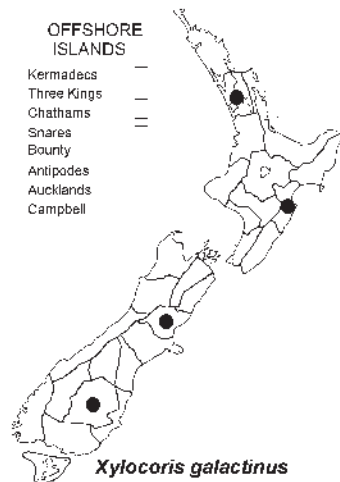 OFFSHORE
ISLANDS
Kermadecs
Three Kings
Chathams
Snares
Bounty
Antipodes
Aucklands
Campbell
Xylocoris galactinus